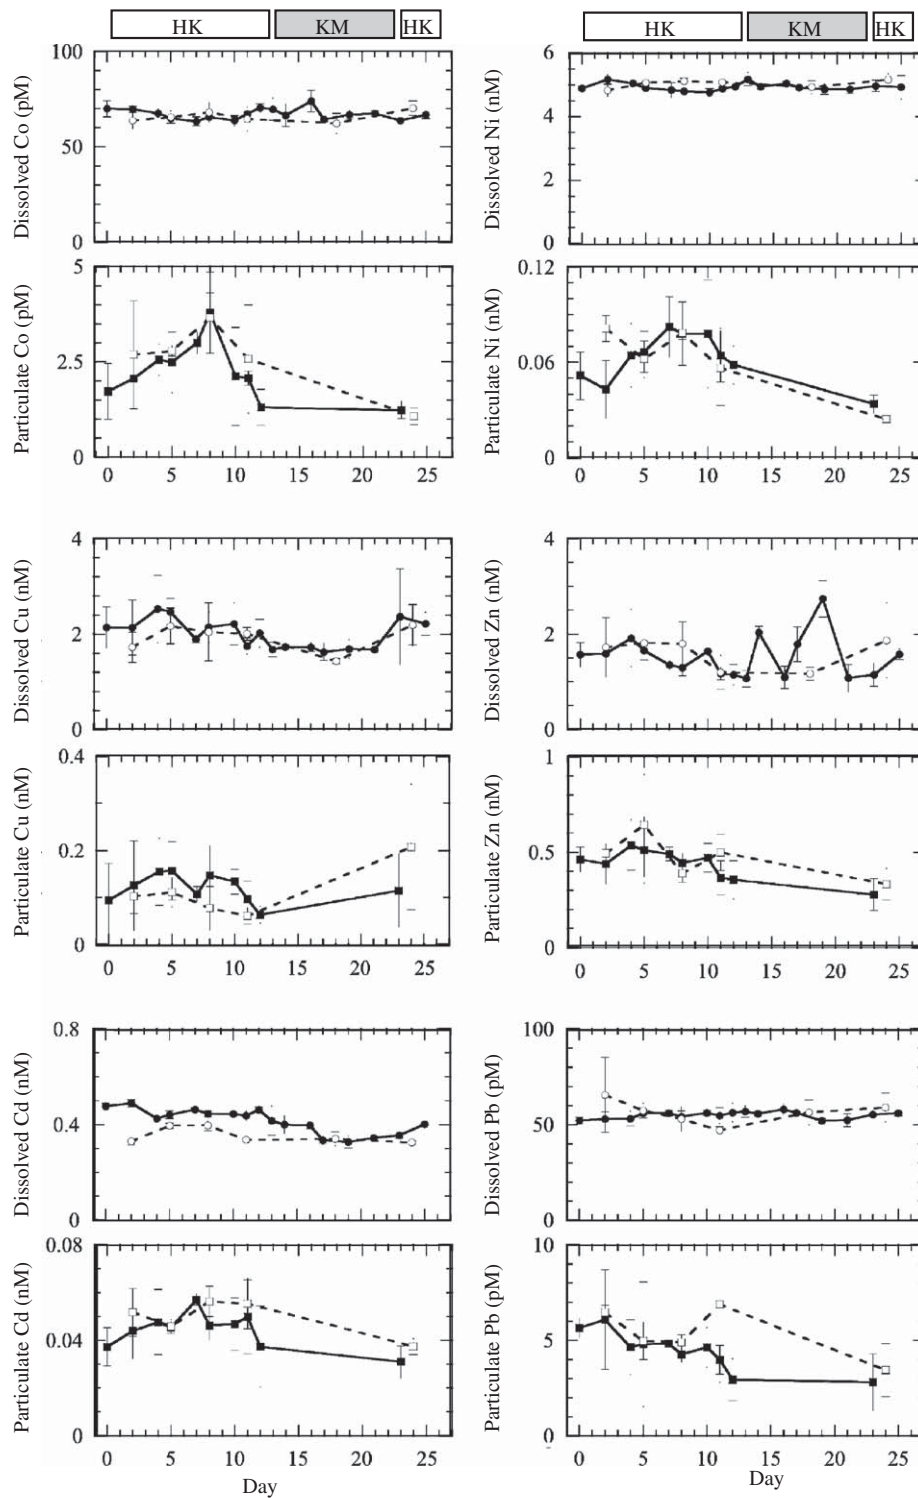 HK KM HK HK KM HK
100
50
0
Dissolved Co (pM)
6
4
2
0
Dissolved Ni (nM)
5
2.5
0
Particulate Co (pM)
0 5 10 15 20 25
0.12
0.06
0
Particulate Ni (nM)
0 5 10 15 20 25
4
2
0
Dissolved Cu (nM)
4
2
0
Dissolved Zn (nM)
0.4
0.2
0
Particulate Cu (nM)
0 5 10 15 20 25
1
0.5
0
Particulate Zn (nM)
0 5 10 15 20 25
0.8
0.4
0
Dissolved Cd (nM)
100
50
0
Dissolved Pb (pM)
0.08
0.04
0
Particulate Cd (nM)
0 5 10 15 20 25
Day
10
5
0
Particulate Pb (pM)
0 5 10 15 20 25
Day